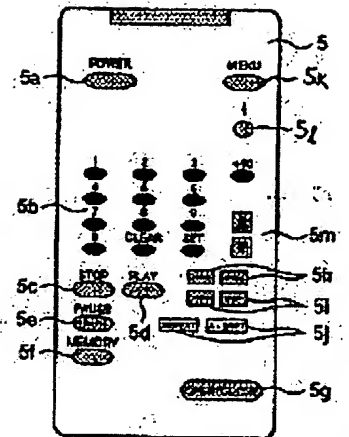 5
POWER MENU
5a 5k
5l
1 2 3 +10
4 5 6
5b 7 8 9
0 CLEAR SET 5m
STOP PLAY 5h
5c 5i
PAUSE 5d
5e 5j
MEMORY
5f
5g